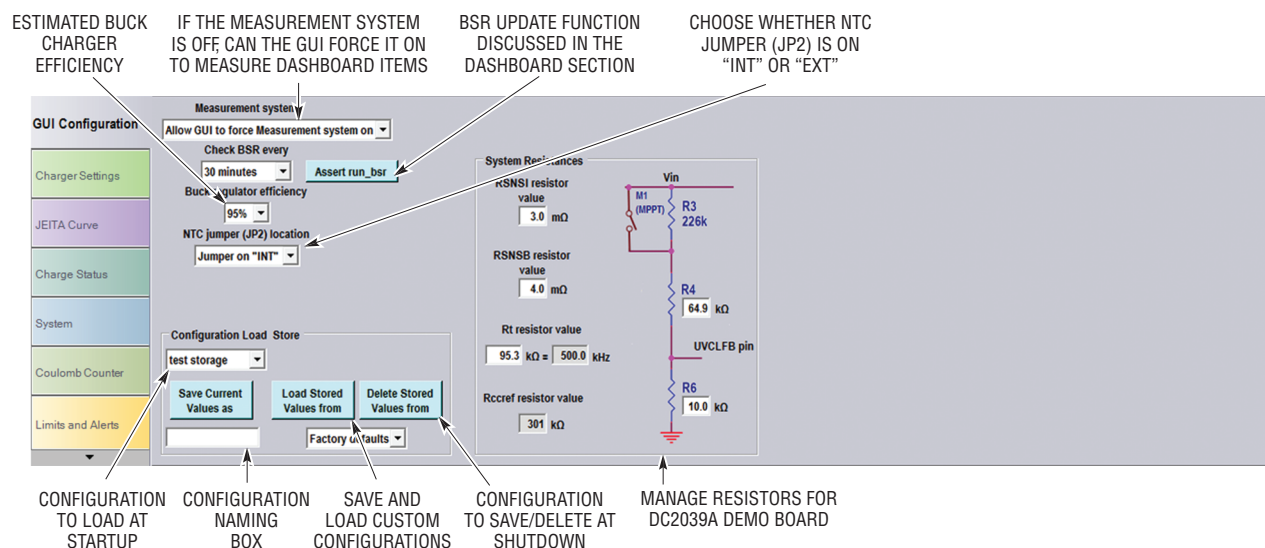 ESTIMATED BUCK
CHARGER
EFFICIENCY
IF THE MEASUREMENT SYSTEM
IS OFF, CAN THE GUI FORCE IT ON
TO MEASURE DASHBOARD ITEMS
BSR UPDATE FUNCTION
DISCUSSED IN THE
DASHBOARD SECTION
CHOOSE WHETHER NTC
JUMPER (JP2) IS ON
“INT” OR “EXT”
GUI Configuration
Charger Settings
JEITA Curve
Charge Status
System
Coulomb Counter
Limits and Alerts
Measurement system
Allow GUI to force Measurement system on
Check BSR every
30 minutes
Assert run_bsr
Buck regulator efficiency
95%
NTC jumper (JP2) location
Jumper on "INT"
Configuration Load Store
test storage
Save Current
Values as
Load Stored
Values from
Delete Stored
Values from
Factory defaults
System Resistances
RSNSI resistor
value
3.0 mΩ
RSNSB resistor
value
4.0 mΩ
Rt resistor value
95.3 kΩ = 500.0 kHz
Rccref resistor value
301 kΩ
Vin
M1
(MPPT)
R3
226k
R4
64.9 kΩ
UVCLFB pin
R6
10.0 kΩ
CONFIGURATION
TO LOAD AT
STARTUP
CONFIGURATION
NAMING
BOX
SAVE AND
LOAD CUSTOM
CONFIGURATIONS
CONFIGURATION
TO SAVE/DELETE AT
SHUTDOWN
MANAGE RESISTORS FOR
DC2039A DEMO BOARD